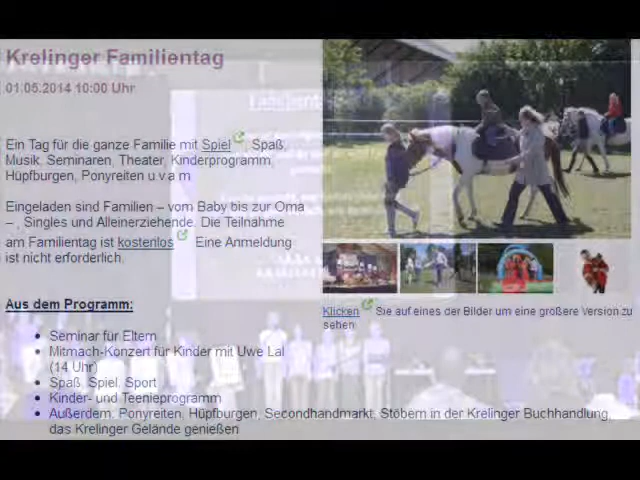 Krelinger Familientag
01.05.2014 10:00 Uhr
Ein Tag für die ganze Familie mit Spiel, Spaß,
Musik, Seminaren, Theater, Kinderprogramm,
Hüpfburgen, Ponyreiten u.v.a.m.
Eingeladen sind Familien – vom Baby bis zur Oma
– , Singles und Alleinerziehende. Die Teilnahme
am Familientag ist kostenlos. Eine Anmeldung
ist nicht erforderlich.
Klicken Sie auf eines der Bilder um eine größere Version zu
sehen
Aus dem Programm:
• Seminar für Eltern
• Mitmach-Konzert für Kinder mit Uwe Lal
(14 Uhr)
• Spaß, Spiel, Sport
• Kinder- und Teenieprogramm
• Außerdem: Ponyreiten, Hüpfburgen, Secondhandmarkt, Stöbern in der Krelinger Buchhandlung,
das Krelinger Gelände genießen